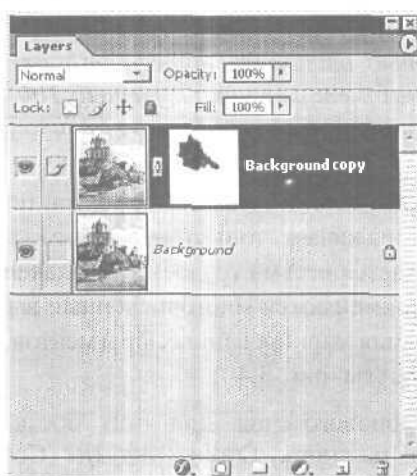 Layers
Normal Opacity: 100%
Lock: Fill: 100%
Background copy
Background